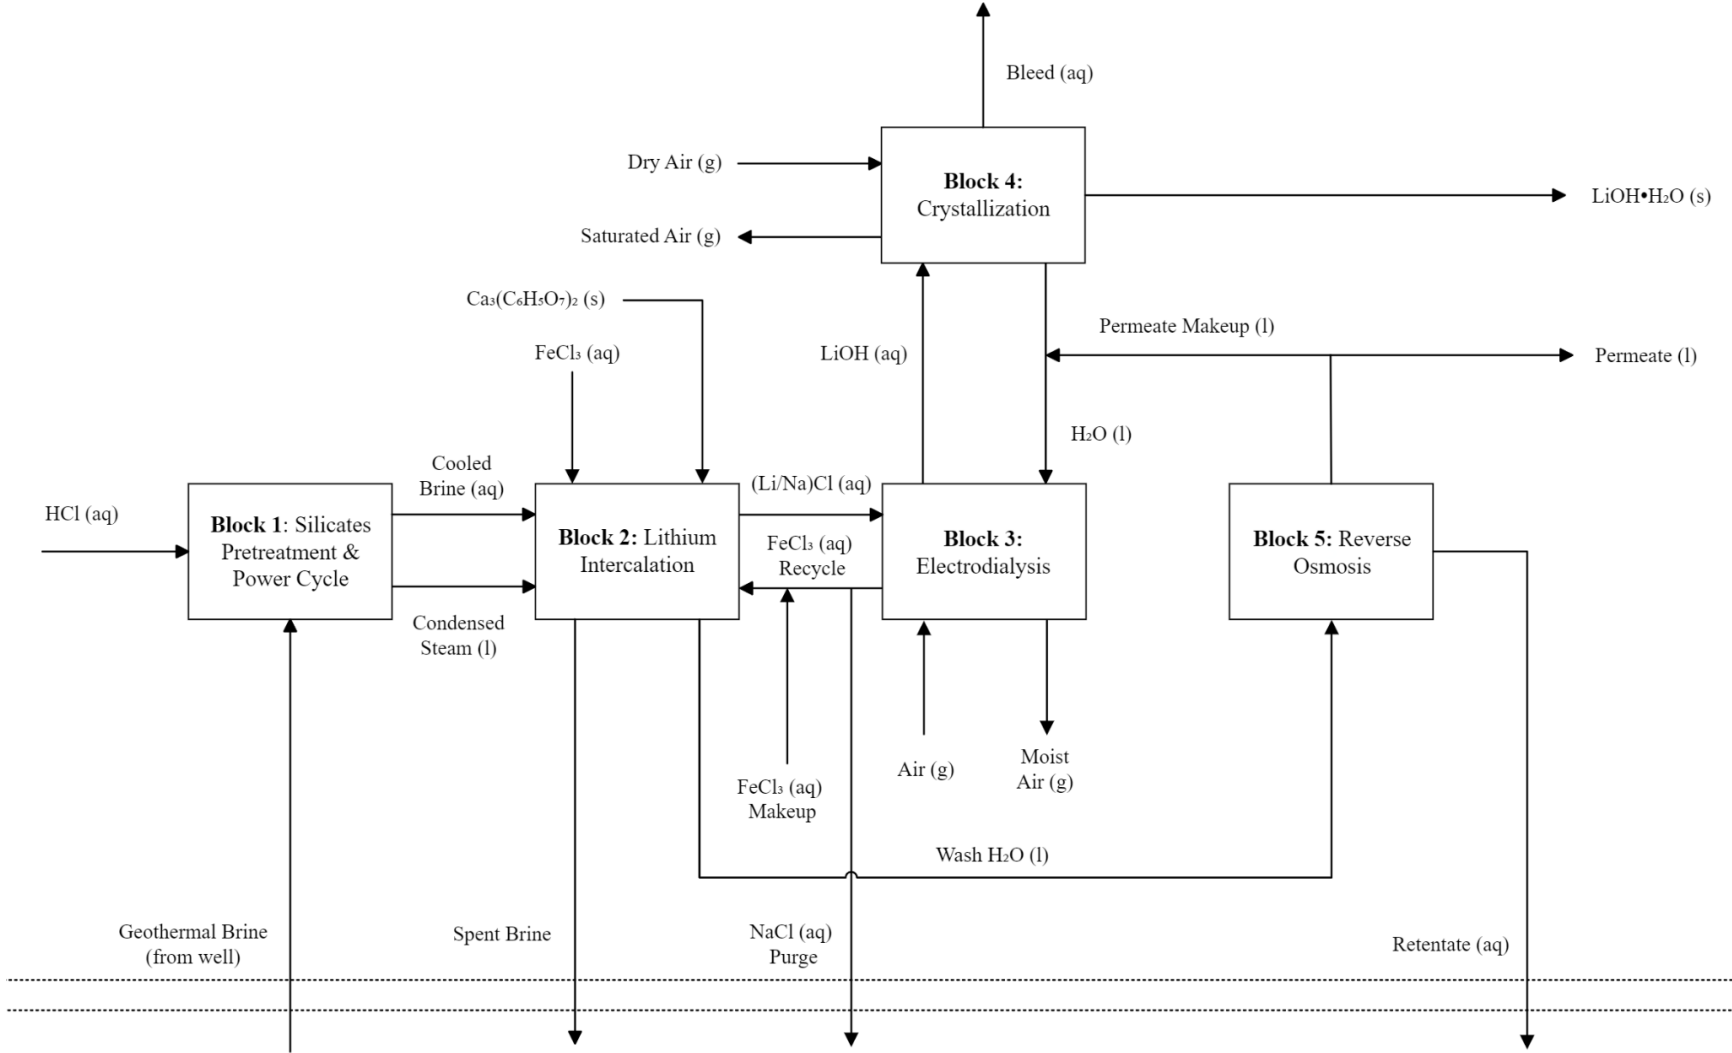 Bleed (aq)
Dry Air (g)
Block 4:
Crystallization
LiOH•H₂O (s)
Saturated Air (g)
Ca₃(C₆H₅O₇)₂ (s)
Permeate Makeup (l)
FeCl₃ (aq)
LiOH (aq)
Permeate (l)
H₂O (l)
Cooled
Brine (aq)
(Li/Na)Cl (aq)
HCl (aq)
Block 1: Silicates
Pretreatment &
Power Cycle
Block 2: Lithium
Intercalation
FeCl₃ (aq)
Recycle
Block 3:
Electrodialysis
Block 5: Reverse
Osmosis
Condensed
Steam (l)
Air (g)
Moist
Air (g)
FeCl₃ (aq)
Makeup
Wash H₂O (l)
Geothermal Brine
(from well)
Spent Brine
NaCl (aq)
Purge
Retentate (aq)